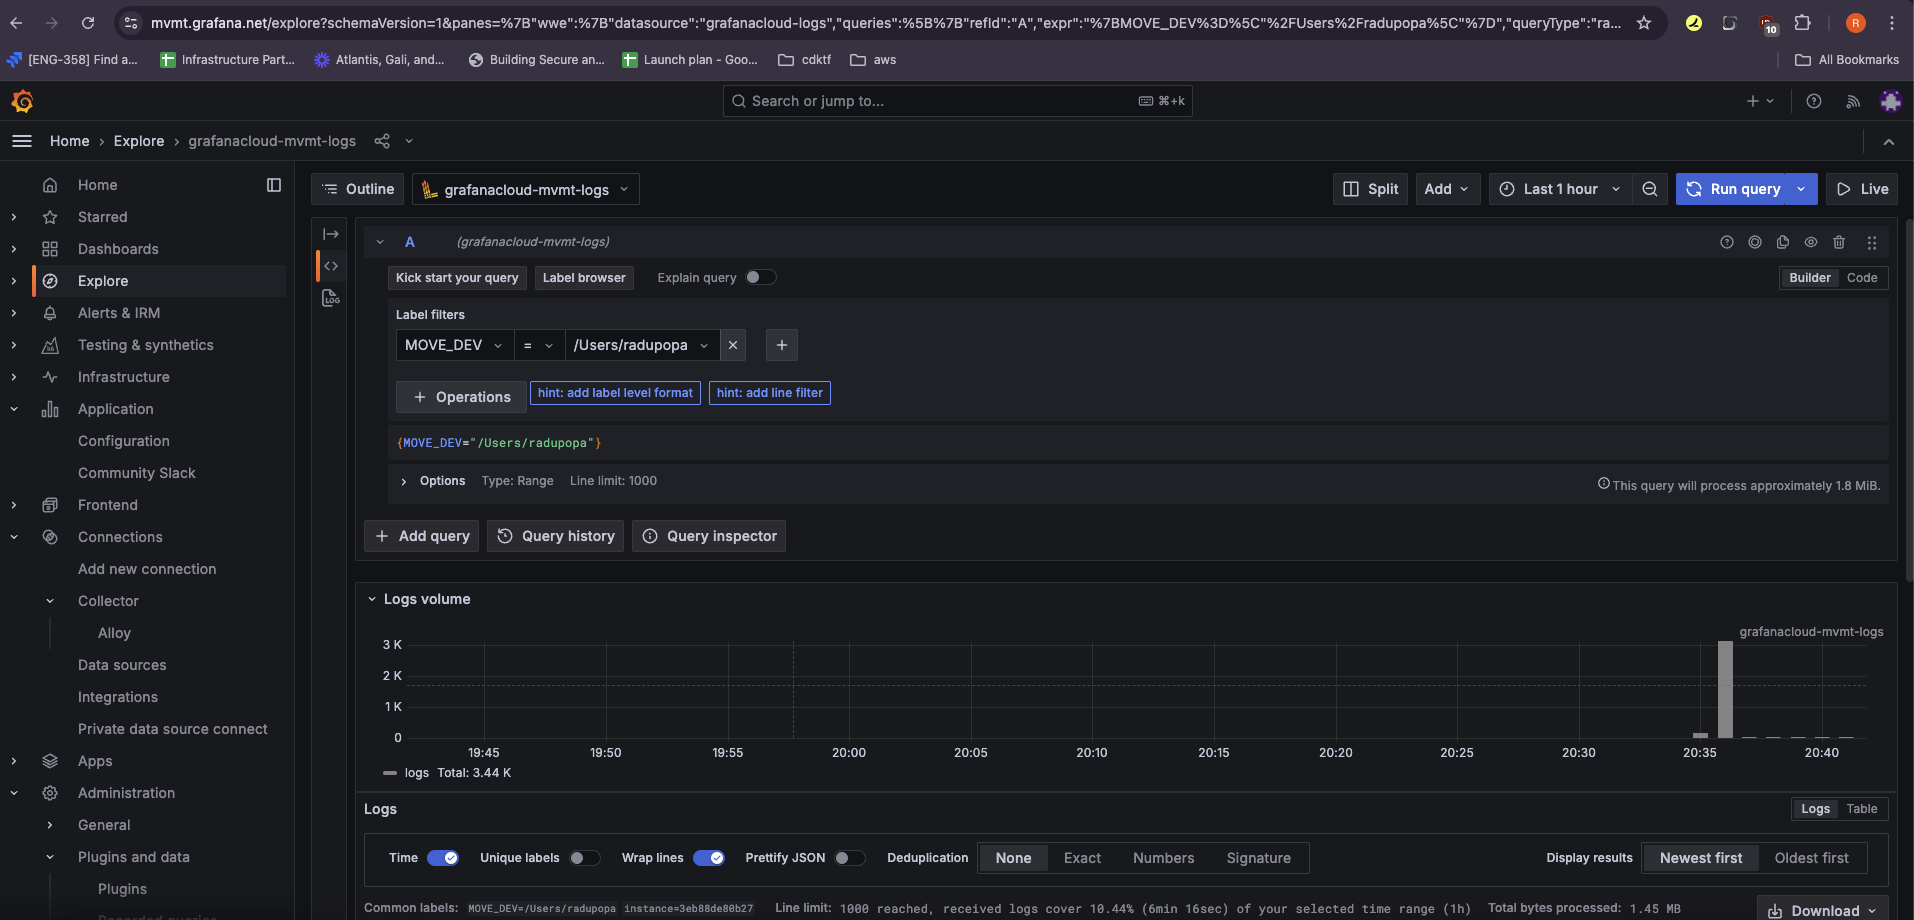 mvmt.grafana.net/explore?schemaVersion=1&panes=%7B"wwe":%7B"datasource":"grafanacloud-logs","queries":%5B%7B"refId":"A","expr":"%7BMOVE_DEV%3D%5C"%2FUsers%2Fradupopa%5C"%7D","queryType":"ra...
10
R
[ENG-358] Find a...
Infrastructure Part...
Atlantis, Gali, and...
Building Secure an...
Launch plan - Goo...
cdktf
aws
All Bookmarks
Search or jump to...
⌘+k
Home › Explore › grafanacloud-mvmt-logs
Home
Starred
Dashboards
Explore
Alerts & IRM
Testing & synthetics
Infrastructure
Application
Configuration
Community Slack
Frontend
Connections
Add new connection
Collector
Alloy
Data sources
Integrations
Private data source connect
Apps
Administration
General
Plugins and data
Plugins
Recorded queries
Outline
grafanacloud-mvmt-logs
Split
Add
Last 1 hour
Run query
Live
LOG
A (grafanacloud-mvmt-logs)
Kick start your query
Label browser
Explain query
Builder
Code
Label filters
MOVE_DEV = /Users/radupopa
+ Operations
hint: add label level format
hint: add line filter
{MOVE_DEV="/Users/radupopa"}
Options Type: Range Line limit: 1000
This query will process approximately 1.8 MiB.
+ Add query
Query history
Query inspector
Logs volume
grafanacloud-mvmt-logs
3 K
2 K
1 K
0
19:45 19:50 19:55 20:00 20:05 20:10 20:15 20:20 20:25 20:30 20:35 20:40
logs Total: 3.44 K
Logs
Logs Table
Time Unique labels Wrap lines Prettify JSON Deduplication None Exact Numbers Signature
Display results Newest first Oldest first
Common labels: MOVE_DEV=/Users/radupopa instance=3eb88de80b27 Line limit: 1000 reached, received logs cover 10.44% (6min 16sec) of your selected time range (1h) Total bytes processed: 1.45 MB
Download